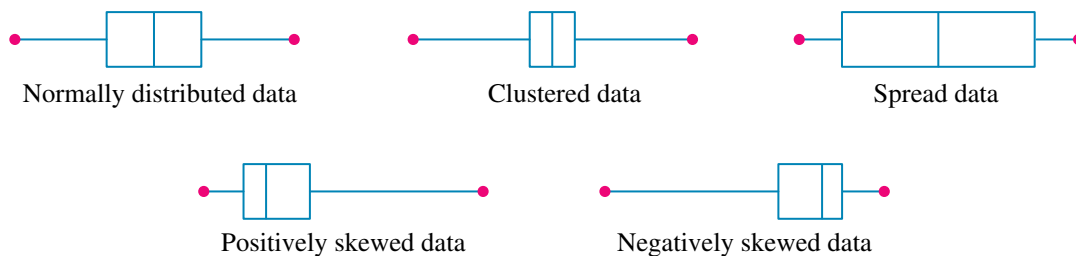 Normally distributed data
Clustered data
Spread data
Positively skewed data
Negatively skewed data